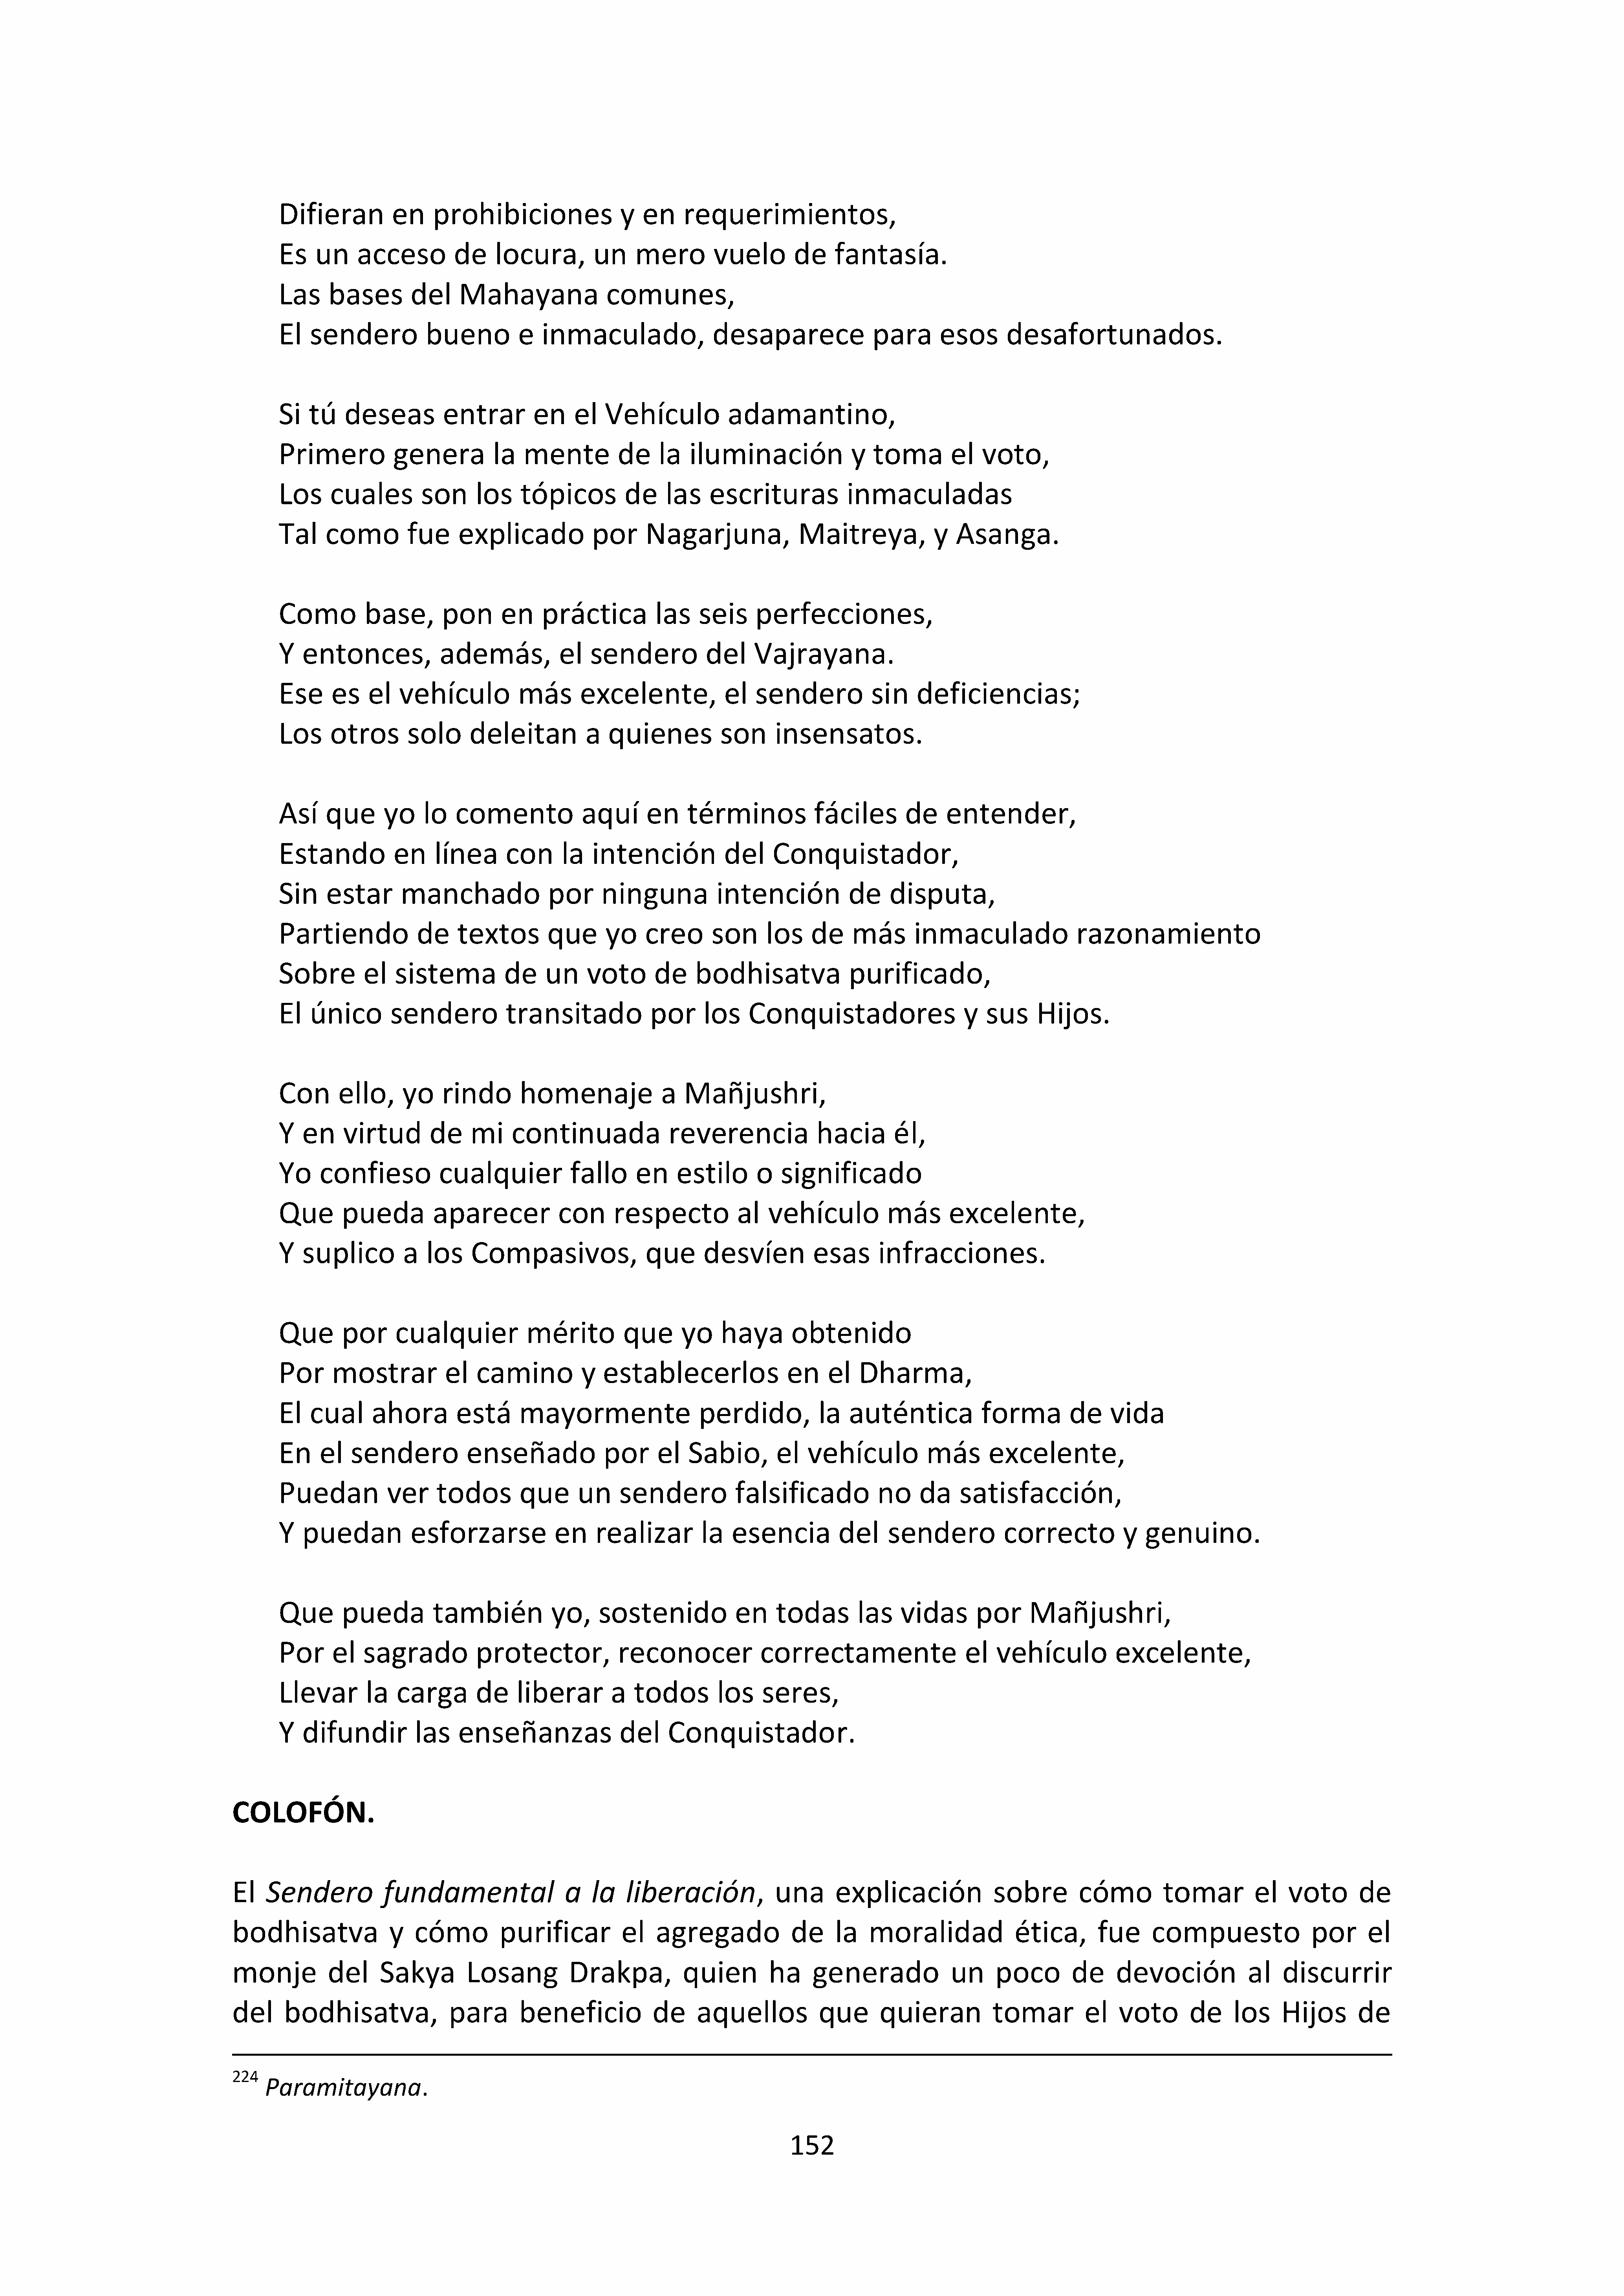 Difieran en prohibiciones y en requerimientos,
Es un acceso de locura, un mero vuelo de fantasía.
Las bases del Mahayana comunes,
El sendero bueno e inmaculado, desaparece para esos desafortunados.
Si tú deseas entrar en el Vehículo adamantino,
Primero genera la mente de la iluminación y toma el voto,
Los cuales son los tópicos de las escrituras inmaculadas
Tal como fue explicado por Nagarjuna, Maitreya, y Asanga.
Como base, pon en práctica las seis perfecciones,
Y entonces, además, el sendero del Vajrayana.
Ese es el vehículo más excelente, el sendero sin deficiencias;
Los otros solo deleitan a quienes son insensatos.
Así que yo lo comento aquí en términos fáciles de entender,
Estando en línea con la intención del Conquistador,
Sin estar manchado por ninguna intención de disputa,
Partiendo de textos que yo creo son los de más inmaculado razonamiento
Sobre el sistema de un voto de bodhisatva purificado,
El único sendero transitado por los Conquistadores y sus Hijos.
Con ello, yo rindo homenaje a Mañjushri,
Y en virtud de mi continuada reverencia hacia él,
Yo confieso cualquier fallo en estilo o significado
Que pueda aparecer con respecto al vehículo más excelente,
Y suplico a los Compasivos, que desvíen esas infracciones.
Que por cualquier mérito que yo haya obtenido
Por mostrar el camino y establecerlos en el Dharma,
El cual ahora está mayormente perdido, la auténtica forma de vida
En el sendero enseñado por el Sabio, el vehículo más excelente,
Puedan ver todos que un sendero falsificado no da satisfacción,
Y puedan esforzarse en realizar la esencia del sendero correcto y genuino.
Que pueda también yo, sostenido en todas las vidas por Mañjushri,
Por el sagrado protector, reconocer correctamente el vehículo excelente,
Llevar la carga de liberar a todos los seres,
Y difundir las enseñanzas del Conquistador.
COLOFÓN.
El Sendero fundamental a la liberación, una explicación sobre cómo tomar el voto de
bodhisatva y cómo purificar el agregado de la moralidad ética, fue compuesto por el
monje del Sakya Losang Drakpa, quien ha generado un poco de devoción al discurrir
del bodhisatva, para beneficio de aquellos que quieran tomar el voto de los Hijos de
224 Paramitayana.
152